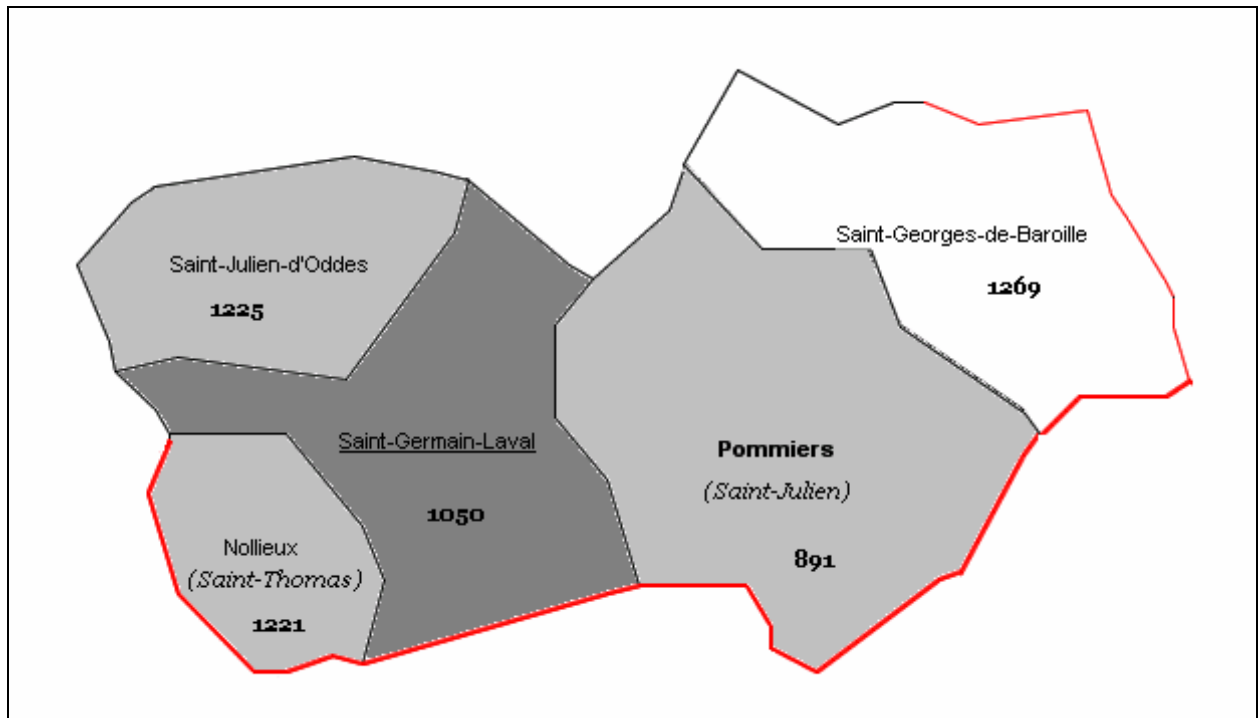 Saint-Georges-de-Baroille
1269
Saint-Julien-d'Oddes
1225
Saint-Germain-Laval
1050
Pommiers
(Saint-Julien)
891
Nollieux
(Saint-Thomas)
1221